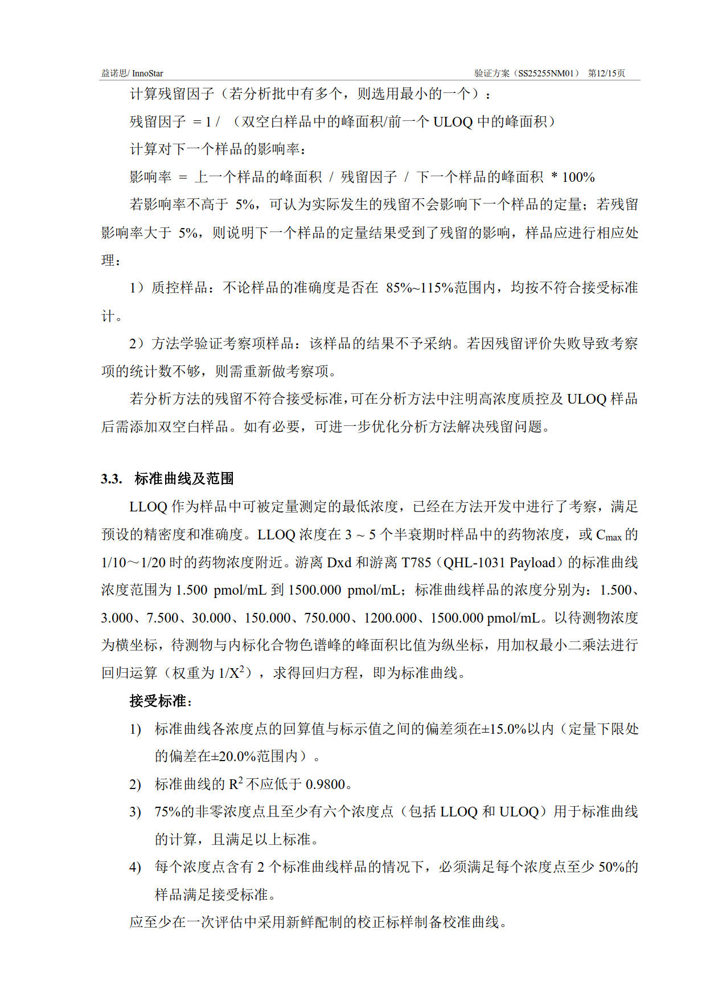 益诺思/ InnoStar 验证方案（SS25255NM01） 第12/15页
计算残留因子（若分析批中有多个，则选用最小的一个）：
残留因子 = 1 / （双空白样品中的峰面积/前一个 ULOQ 中的峰面积）
计算对下一个样品的影响率：
影响率 = 上一个样品的峰面积 / 残留因子 / 下一个样品的峰面积 * 100%
若影响率不高于 5%，可认为实际发生的残留不会影响下一个样品的定量；若残留
影响率大于 5%，则说明下一个样品的定量结果受到了残留的影响，样品应进行相应处
理：
1）质控样品：不论样品的准确度是否在 85%~115%范围内，均按不符合接受标准
计。
2）方法学验证考察项样品：该样品的结果不予采纳。若因残留评价失败导致考察
项的统计数不够，则需重新做考察项。
若分析方法的残留不符合接受标准，可在分析方法中注明高浓度质控及 ULOQ 样品
后需添加双空白样品。如有必要，可进一步优化分析方法解决残留问题。
3.3. 标准曲线及范围
LLOQ 作为样品中可被定量测定的最低浓度，已经在方法开发中进行了考察，满足
预设的精密度和准确度。LLOQ 浓度在 3 ~ 5 个半衰期时样品中的药物浓度，或 Cmax 的
1/10～1/20 时的药物浓度附近。游离 Dxd 和游离 T785（QHL-1031 Payload）的标准曲线
浓度范围为 1.500 pmol/mL 到 1500.000 pmol/mL；标准曲线样品的浓度分别为：1.500、
3.000、7.500、30.000、150.000、750.000、1200.000、1500.000 pmol/mL。以待测物浓度
为横坐标，待测物与内标化合物色谱峰的峰面积比值为纵坐标，用加权最小二乘法进行
回归运算（权重为 1/X²），求得回归方程，即为标准曲线。
接受标准：
1) 标准曲线各浓度点的回算值与标示值之间的偏差须在±15.0%以内（定量下限处
的偏差在±20.0%范围内）。
2) 标准曲线的 R² 不应低于 0.9800。
3) 75%的非零浓度点且至少有六个浓度点（包括 LLOQ 和 ULOQ）用于标准曲线
的计算，且满足以上标准。
4) 每个浓度点含有 2 个标准曲线样品的情况下，必须满足每个浓度点至少 50%的
样品满足接受标准。
应至少在一次评估中采用新鲜配制的校正标样制备校准曲线。